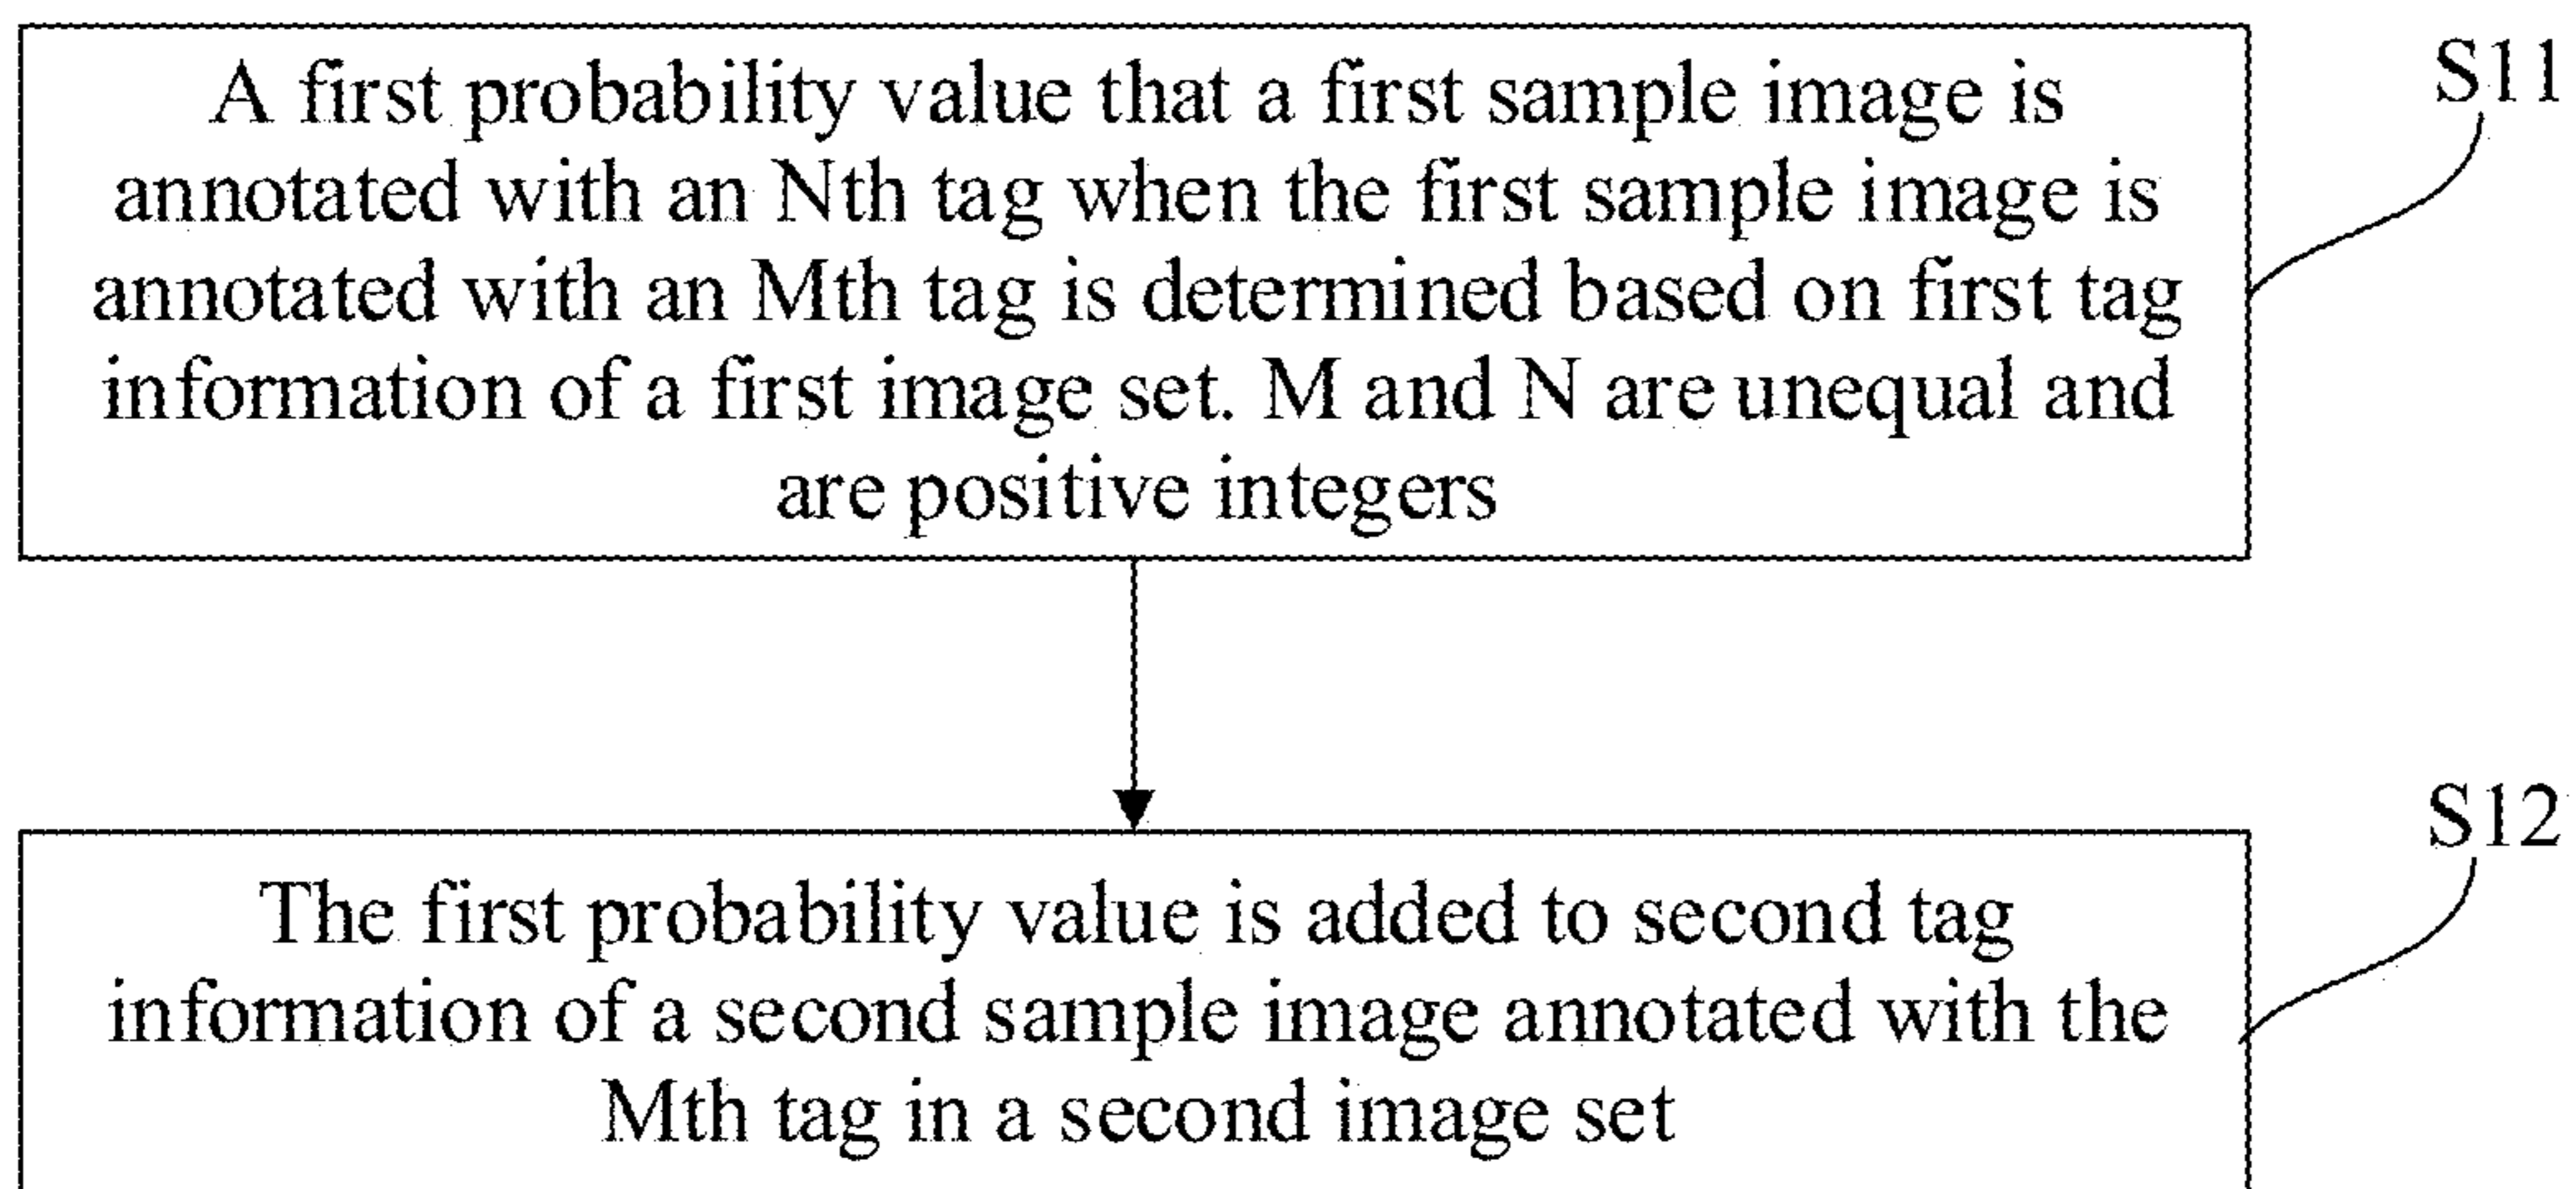 A first probability value that a first sample image is
annotated with an Nth tag when the first sample image is
annotated with an Mth tag is determined based on first tag
information of a first image set. M and N are unequal and
are positive integers
S11
The first probability value is added to second tag
information of a second sample image annotated with the
Mth tag in a second image set
S12